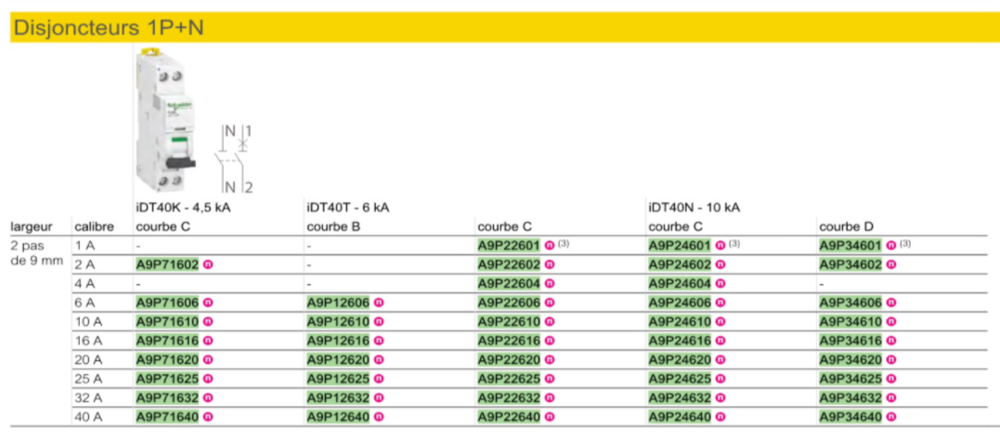 Disjoncteurs 1P+N
Schneider
N 1
N 2
iDT40K - 4,5 kA iDT40T - 6 kA iDT40N - 10 kA
largeur calibre courbe C courbe B courbe C courbe C courbe D
2 pas 1 A - - A9P22601 n (3) A9P24601 n (3) A9P34601 n (3)
de 9 mm 2 A A9P71602 n - A9P22602 n A9P24602 n A9P34602 n
4 A - - A9P22604 n A9P24604 n -
6 A A9P71606 n A9P12606 n A9P22606 n A9P24606 n A9P34606 n
10 A A9P71610 n A9P12610 n A9P22610 n A9P24610 n A9P34610 n
16 A A9P71616 n A9P12616 n A9P22616 n A9P24616 n A9P34616 n
20 A A9P71620 n A9P12620 n A9P22620 n A9P24620 n A9P34620 n
25 A A9P71625 n A9P12625 n A9P22625 n A9P24625 n A9P34625 n
32 A A9P71632 n A9P12632 n A9P22632 n A9P24632 n A9P34632 n
40 A A9P71640 n A9P12640 n A9P22640 n A9P24640 n A9P34640 n